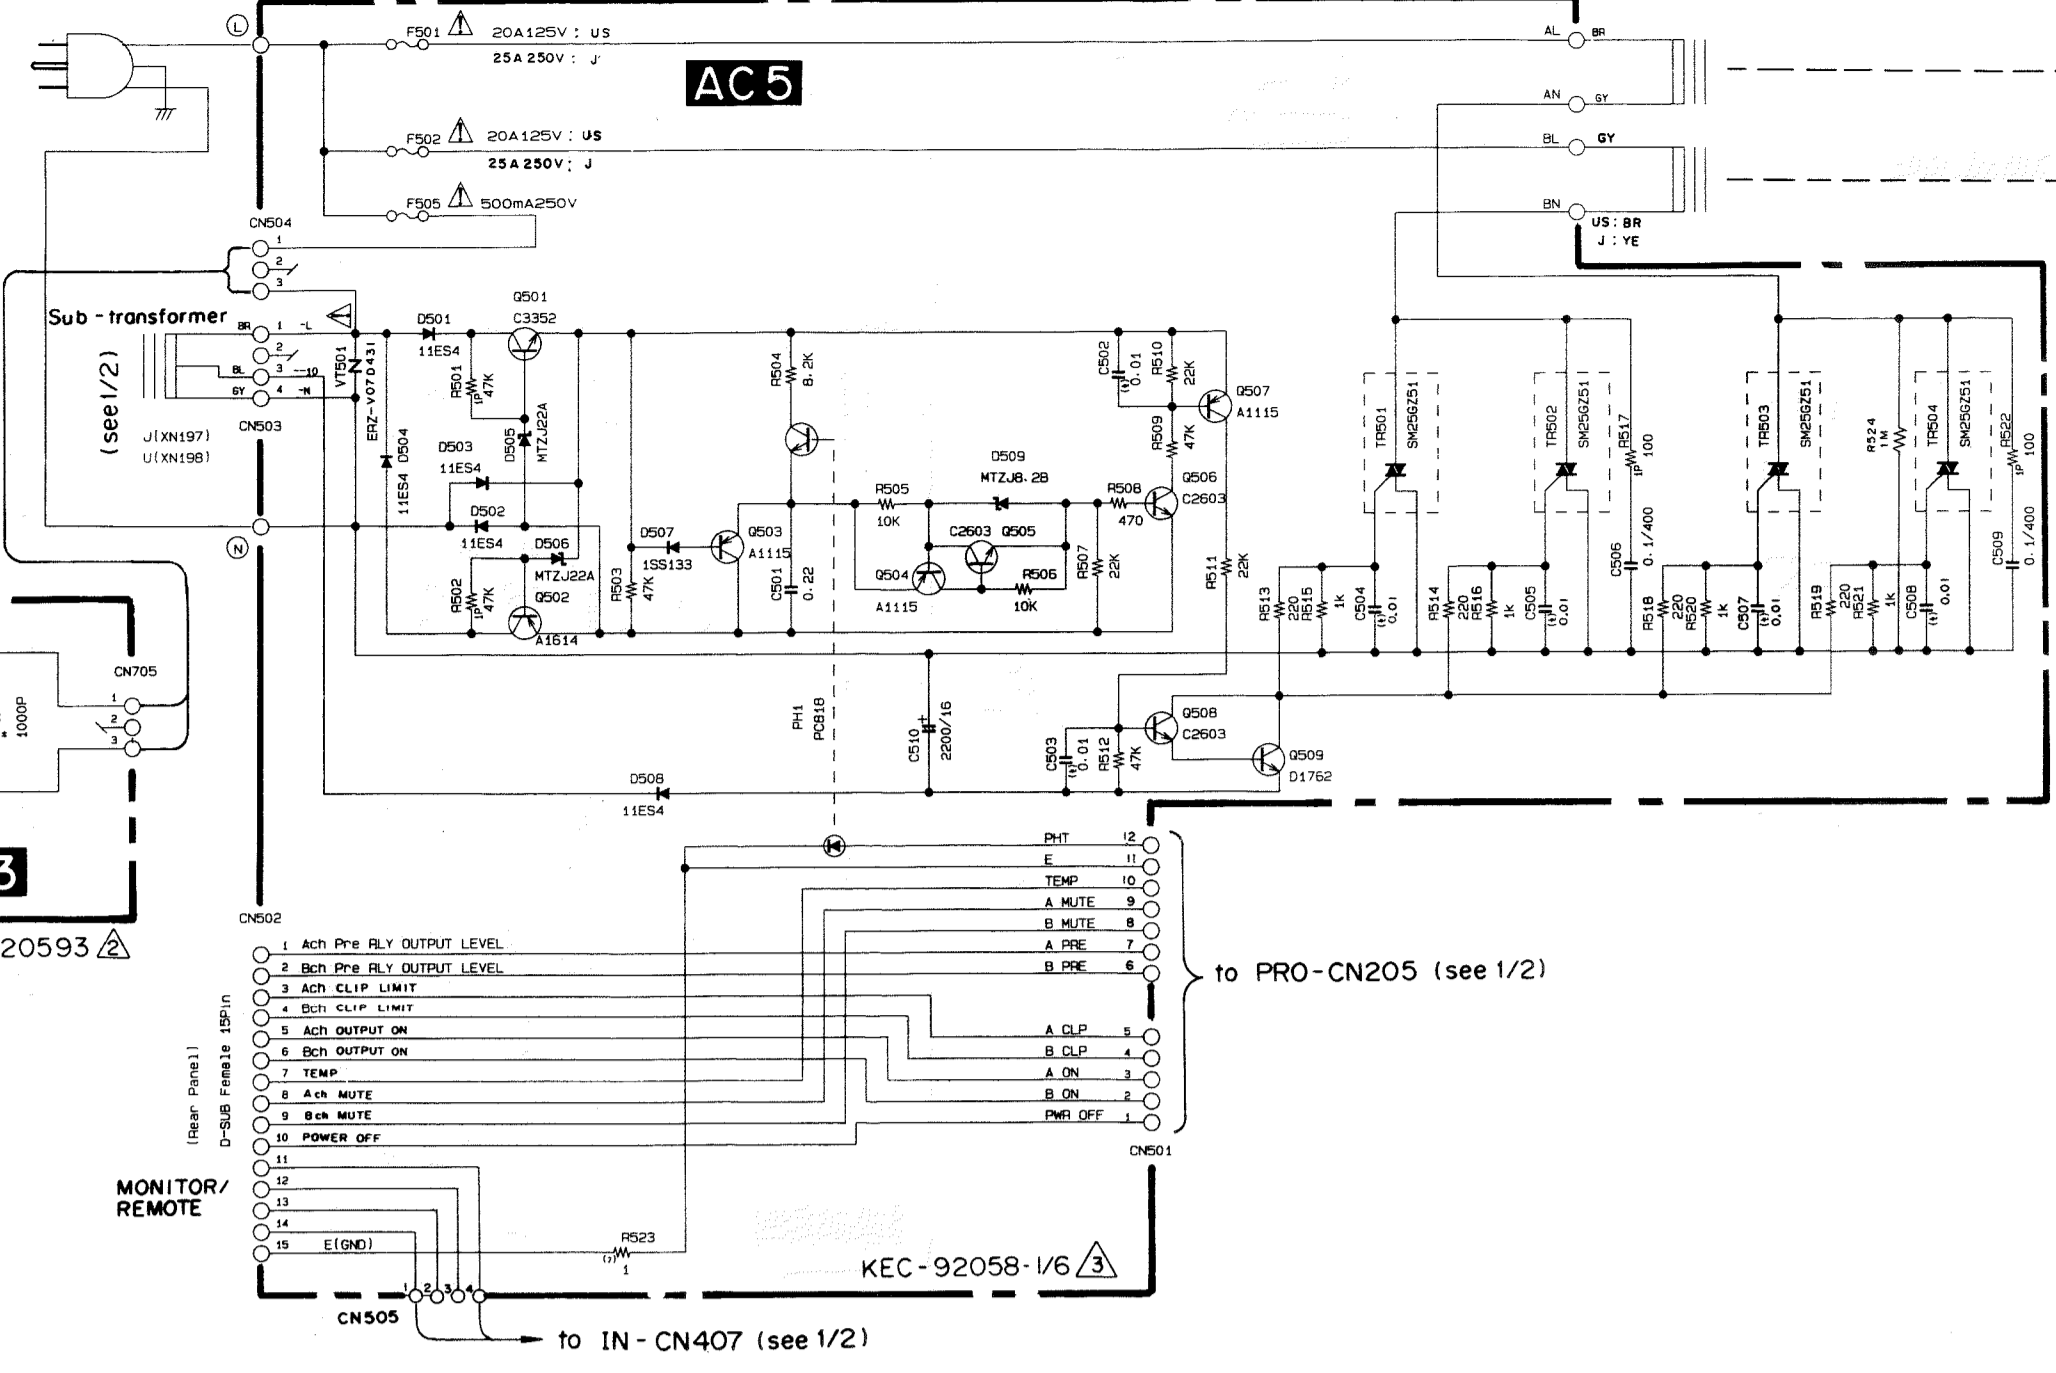 L
F501 20A125V : US
25A 250V : J
AC5
AL BR
AN GY
F502 20A125V : US
25A 250V : J
BL GY
F505 500mA250V
BN
US : BR
J : YE
CN504
1
2
3
Sub - transformer
(see 1/2)
BR 1 -L
2
BL 3 --10
GY 4 -N
CN503
J(XN197)
U(XN198)
VT501
ERZ-V07D431
D501
11ES4
Q501
C3352
R501
1P 47K
D504
11ES4
D503
11ES4
D505
MTZJ22A
D502
11ES4
D506
MTZJ22A
R502
1P 47K
Q502
A1614
N
R503
47K
D507
1SS133
Q503
A1115
R504
8.2K
C501
0.22
R505
10K
D509
MTZJ8.2B
C2603 Q505
Q504
A1115
R506
10K
R507
22K
R508
470
Q506
C2603
C502
(t) 0.01
R510
22K
R509
47K
Q507
A1115
R511
22K
TR501
SM25GZ51
TR502
SM25GZ51
R517
1P 100
C506
0.1/400
TR503
SM25GZ51
R524
1M
TR504
SM25GZ51
R522
1P 100
C509
0.1/400
R513
220
R515
1k
C504
(t) 0.01
R514
220
R516
1k
C505
(t) 0.01
R518
220
R520
1k
C507
(t) 0.01
R519
220
R521
1k
C508
(t) 0.01
CN705
1
2
3
*
1000P
PH1
PC818
C510
+
2200/16
C503
(t) 0.01
R512
47K
Q508
C2603
Q509
D1762
D508
11ES4
3
20593 2
PHT 12
E 11
TEMP 10
A MUTE 9
B MUTE 8
A PRE 7
B PRE 6
A CLP 5
B CLP 4
A ON 3
B ON 2
PWR OFF 1
CN501
to PRO-CN205 (see 1/2)
CN502
1 Ach Pre RLY OUTPUT LEVEL
2 Bch Pre RLY OUTPUT LEVEL
3 Ach CLIP LIMIT
4 Bch CLIP LIMIT
5 Ach OUTPUT ON
6 Bch OUTPUT ON
7 TEMP
8 Ach MUTE
9 Bch MUTE
10 POWER OFF
11
12
13
14
15 E(GND)
(Rear Panel)
D-SUB Female 15Pin
MONITOR/
REMOTE
R523
1
KEC-92058-1/6 3
1 2 3 4
CN505
to IN-CN407 (see 1/2)